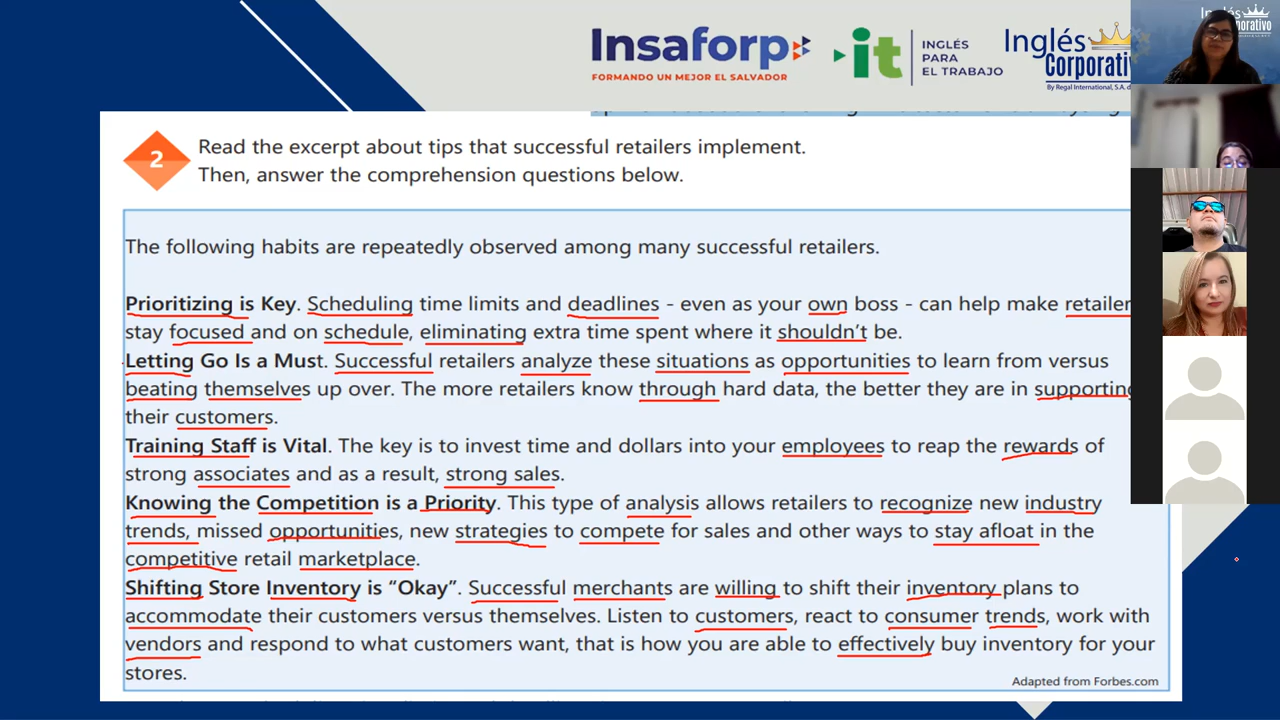 Insaforp
FORMANDO UN MEJOR EL SALVADOR
it
INGLÉS
PARA
EL TRABAJO
Inglés
Corporativ
By Regal International, S.A. d
Inglés
orporativo
2
Read the excerpt about tips that successful retailers implement.
Then, answer the comprehension questions below.
The following habits are repeatedly observed among many successful retailers.
Prioritizing is Key. Scheduling time limits and deadlines - even as your own boss - can help make retailer
stay focused and on schedule, eliminating extra time spent where it shouldn't be.
Letting Go Is a Must. Successful retailers analyze these situations as opportunities to learn from versus
beating themselves up over. The more retailers know through hard data, the better they are in supporting
their customers.
Training Staff is Vital. The key is to invest time and dollars into your employees to reap the rewards of
strong associates and as a result, strong sales.
Knowing the Competition is a Priority. This type of analysis allows retailers to recognize new industry
trends, missed opportunities, new strategies to compete for sales and other ways to stay afloat in the
competitive retail marketplace.
Shifting Store Inventory is "Okay". Successful merchants are willing to shift their inventory plans to
accommodate their customers versus themselves. Listen to customers, react to consumer trends, work with
vendors and respond to what customers want, that is how you are able to effectively buy inventory for your
stores.
Adapted from Forbes.com